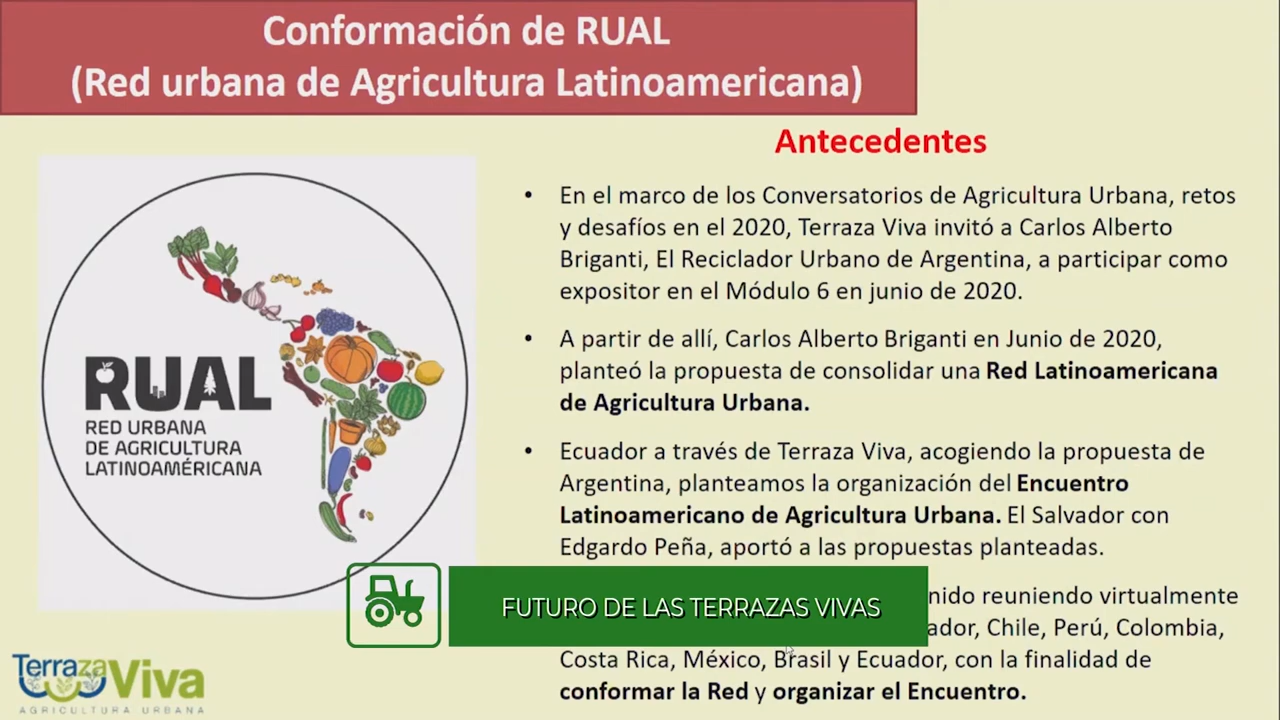 Conformación de RUAL
(Red urbana de Agricultura Latinoamericana)
Antecedentes
• En el marco de los Conversatorios de Agricultura Urbana, retos
y desafíos en el 2020, Terraza Viva invitó a Carlos Alberto
Briganti, El Reciclador Urbano de Argentina, a participar como
expositor en el Módulo 6 en junio de 2020.
• A partir de allí, Carlos Alberto Briganti en Junio de 2020,
planteó la propuesta de consolidar una Red Latinoamericana
de Agricultura Urbana.
• Ecuador a través de Terraza Viva, acogiendo la propuesta de
Argentina, planteamos la organización del Encuentro
Latinoamericano de Agricultura Urbana. El Salvador con
Edgardo Peña, aportó a las propuestas planteadas.
nido reuniendo virtualmente
ador, Chile, Perú, Colombia,
Costa Rica, México, Brasil y Ecuador, con la finalidad de
conformar la Red y organizar el Encuentro.
RUAL
RED URBANA
DE AGRICULTURA
LATINOAMÉRICANA
FUTURO DE LAS TERRAZAS VIVAS
Terraza Viva
AGRICULTURA URBANA